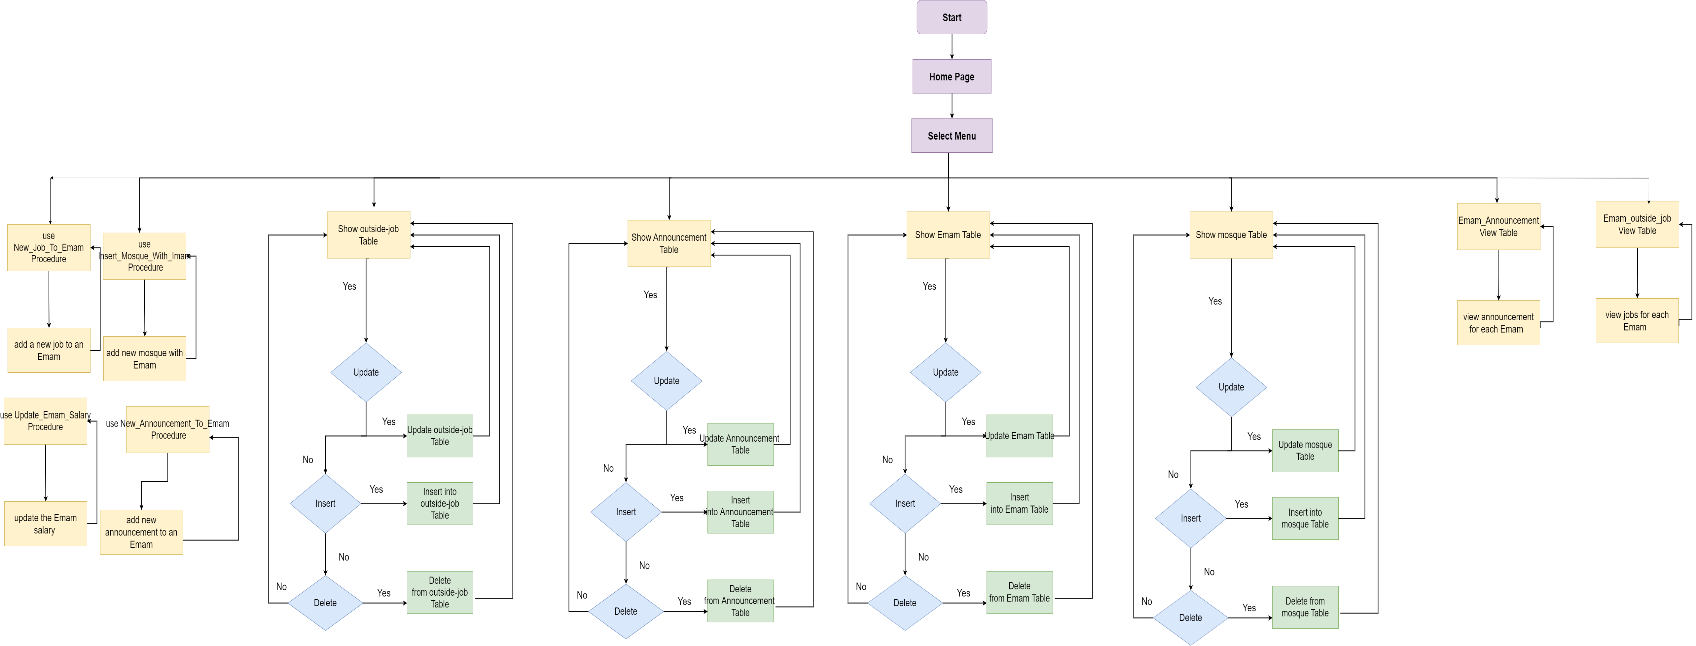 Start
Home Page
Select Menu
use
New_Job_To_Emam
Procedure
add a new job to an
Emam
use
Insert_Mosque_With_Imam
Procedure
add new mosque with
Emam
use Update_Emam_Salary
Procedure
update the Emam
salary
use New_Announcement_To_Emam
Procedure
add new
announcement to an
Emam
Show outside-job
Table
Yes
Update
Yes
Update outside-job
Table
No
Insert
Yes
Insert into
outside-job
Table
No
No
Delete
Yes
Delete
from outside-job
Table
Show Announcement
Table
Yes
Update
Yes
Update Announcement
Table
No
Insert
Yes
Insert
into Announcement
Table
No
No
Delete
Yes
Delete
from Announcement
Table
Show Emam Table
Yes
Update
Yes
Update Emam Table
No
Insert
Yes
Insert
into Emam Table
No
No
Delete
Yes
Delete
from Emam Table
Show mosque Table
Yes
Update
Yes
Update mosque
Table
No
Insert
Yes
Insert into
mosque Table
No
No
Delete
Yes
Delete from
mosque Table
Emam_Announcement
View Table
view announcement
for each Emam
Emam_outside_job
View Table
view jobs for each
Emam